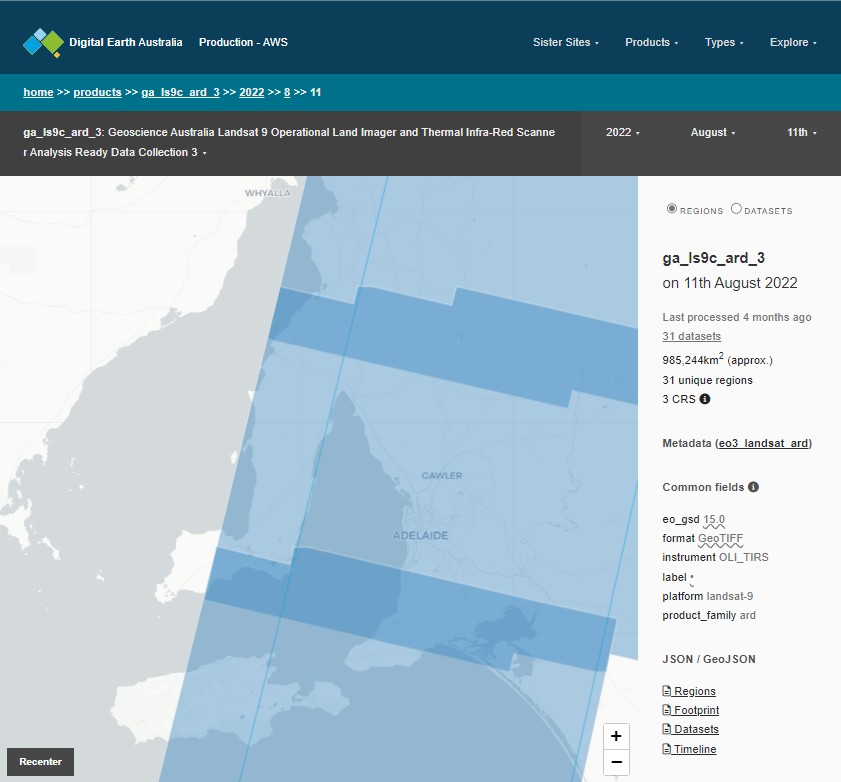 Digital Earth Australia Production - AWS Sister Sites Products Types Explore
home >> products >> ga_ls9c_ard_3 >> 2022 >> 8 >> 11
ga_ls9c_ard_3: Geoscience Australia Landsat 9 Operational Land Imager and Thermal Infra-Red Scanne
r Analysis Ready Data Collection 3
2022 August 11th
WHYALLA
GAWLER
ADELAIDE
Recenter
+
−
REGIONS DATASETS
ga_ls9c_ard_3
on 11th August 2022
Last processed 4 months ago
31 datasets
985,244km2 (approx.)
31 unique regions
3 CRS
Metadata (eo3_landsat_ard)
Common fields
eo_gsd 15.0
format GeoTIFF
instrument OLI_TIRS
label *
platform landsat-9
product_family ard
JSON / GeoJSON
Regions
Footprint
Datasets
Timeline